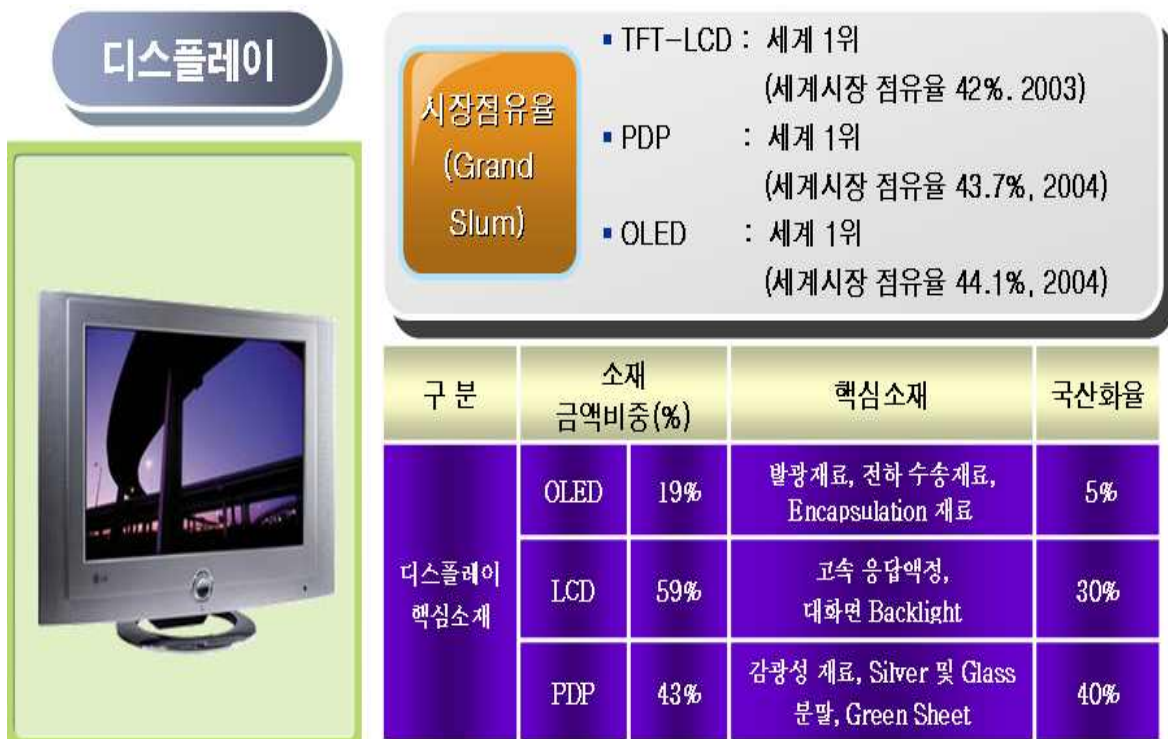 디스플레이
시장점유율
(Grand
Slum)
▪ TFT-LCD : 세계 1위
(세계시장 점유율 42%. 2003)
▪ PDP : 세계 1위
(세계시장 점유율 43.7%, 2004)
▪ OLED : 세계 1위
(세계시장 점유율 44.1%, 2004)
구 분
소재
금액비중(%)
핵심소재
국산화율
디스플레이
핵심소재
OLED
19%
발광재료, 전하 수송재료,
Encapsulation 재료
5%
LCD
59%
고속 응답액정,
대화면 Backlight
30%
PDP
43%
감광성 재료, Silver 및 Glass
분말, Green Sheet
40%